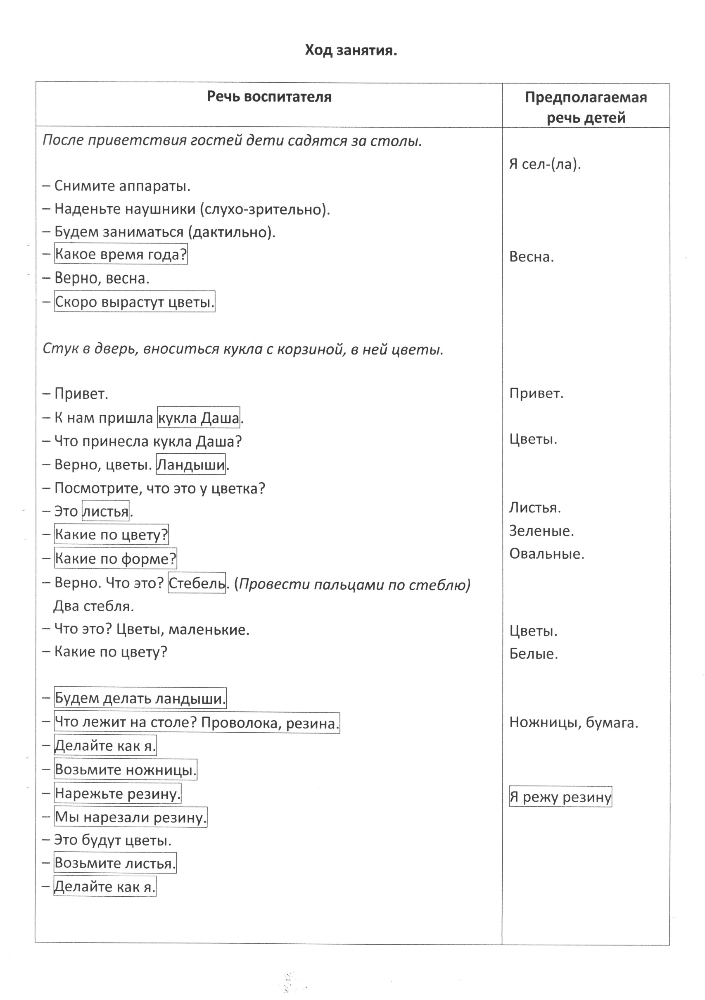 Ход занятия.
Речь воспитателя
Предполагаемая
речь детей
После приветствия гостей дети садятся за столы.
Я сел-(ла).
– Снимите аппараты.
– Наденьте наушники (слухо-зрительно).
– Будем заниматься (дактильно).
– Какое время года?
Весна.
– Верно, весна.
– Скоро вырастут цветы.
Стук в дверь, вноситься кукла с корзиной, в ней цветы.
– Привет.
Привет.
– К нам пришла кукла Даша.
– Что принесла кукла Даша?
Цветы.
– Верно, цветы. Ландыши.
– Посмотрите, что это у цветка?
– Это листья.
Листья.
– Какие по цвету?
Зеленые.
– Какие по форме?
Овальные.
– Верно. Что это? Стебель. (Провести пальцами по стеблю)
Два стебля.
– Что это? Цветы, маленькие.
Цветы.
– Какие по цвету?
Белые.
– Будем делать ландыши.
– Что лежит на столе? Проволока, резина.
Ножницы, бумага.
– Делайте как я.
– Возьмите ножницы.
– Нарежьте резину.
Я режу резину
– Мы нарезали резину.
– Это будут цветы.
– Возьмите листья.
– Делайте как я.